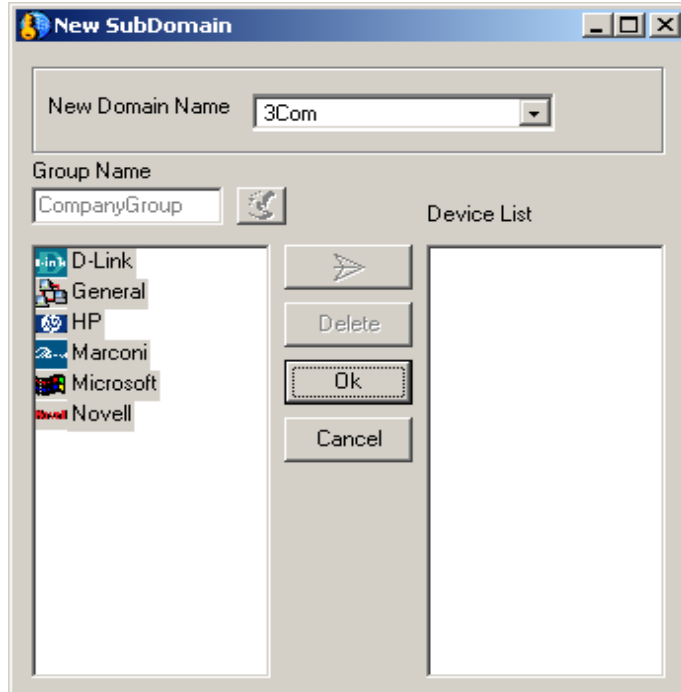 New SubDomain
New Domain Name 3Com
Group Name
CompanyGroup
Device List
D-Link
General
HP
Marconi
Microsoft
Novell
Delete
Ok
Cancel